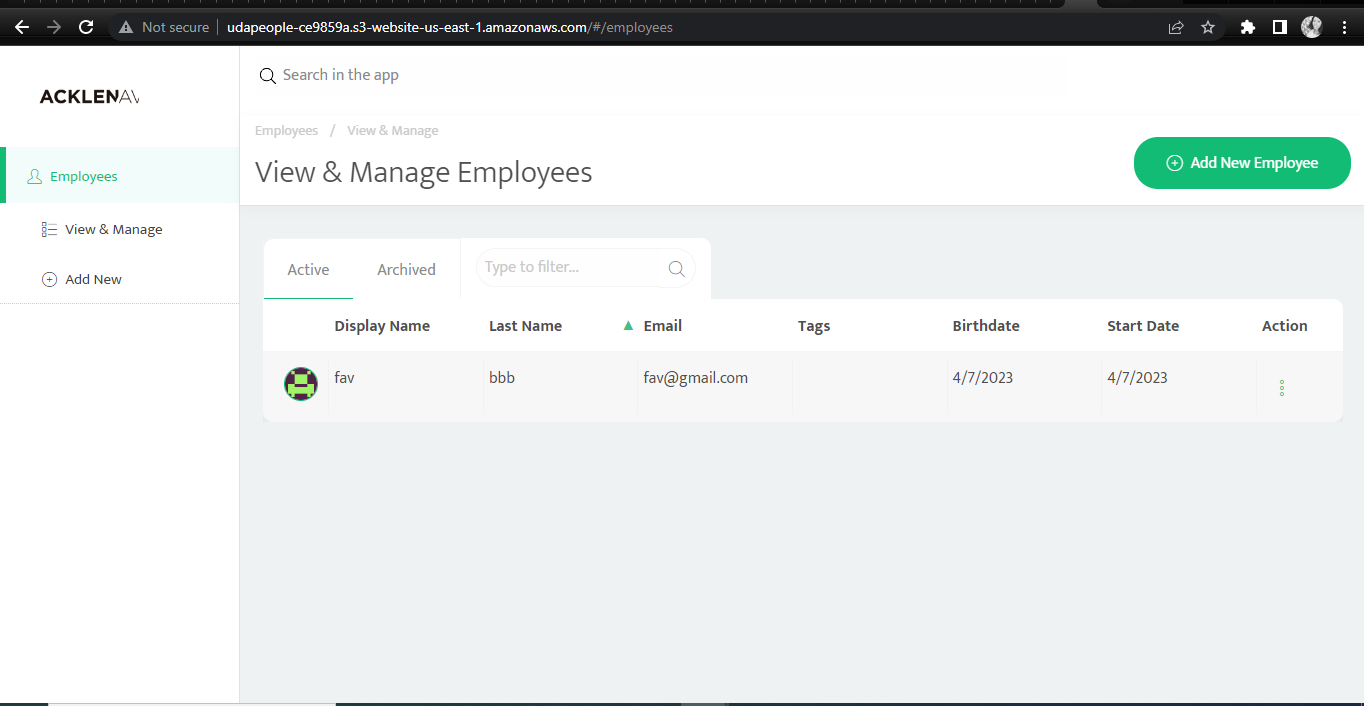 Not secure | udapeople-ce9859a.s3-website-us-east-1.amazonaws.com/#/employees
ACKLENAV
Search in the app
Employees / View & Manage
View & Manage Employees
Add New Employee
Employees
View & Manage
Add New
Active Archived Type to filter...
Display Name Last Name ▲ Email Tags Birthdate Start Date Action
fav bbb fav@gmail.com 4/7/2023 4/7/2023